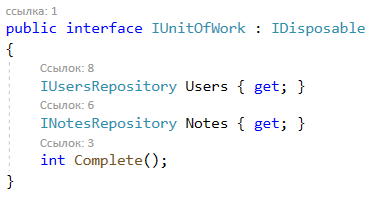 ссылка: 1
public interface IUnitOfWork : IDisposable
{
Ссылок: 8
IUsersRepository Users { get; }
Ссылок: 6
INotesRepository Notes { get; }
Ссылок: 3
int Complete();
}